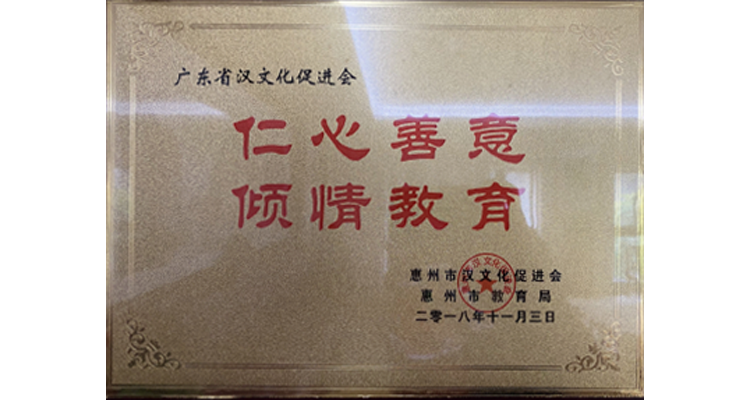 广东省汉文化促进会
仁心善意
倾情教育
惠州市汉文化促进会
惠州市教育局
二零一八年十一月三日